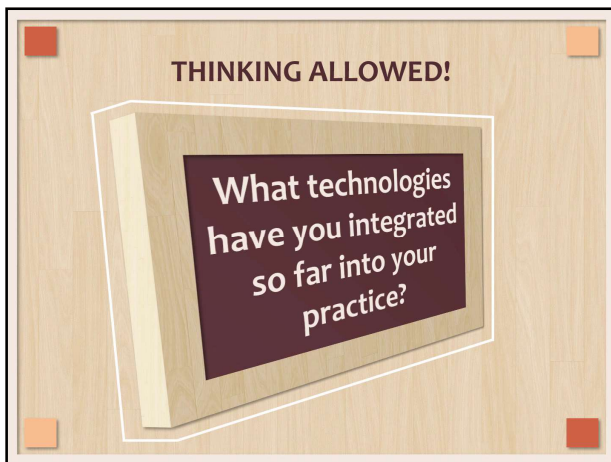 THINKING ALLOWED!
What technologies
have you integrated
so far into your
practice?